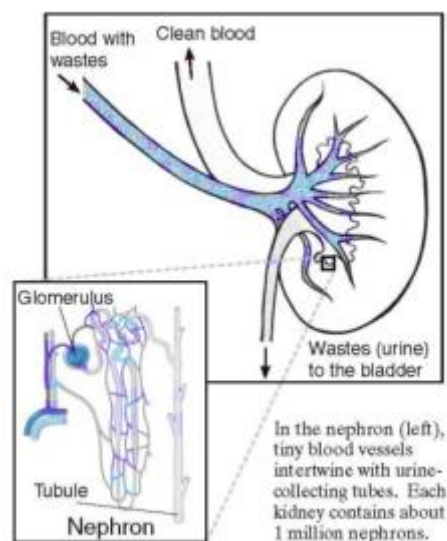 Blood with
wastes
Clean blood
Glomerulus
Wastes (urine)
to the bladder
Tubule
Nephron
In the nephron (left),
tiny blood vessels
intertwine with urine-
collecting tubes. Each
kidney contains about
1 million nephrons.